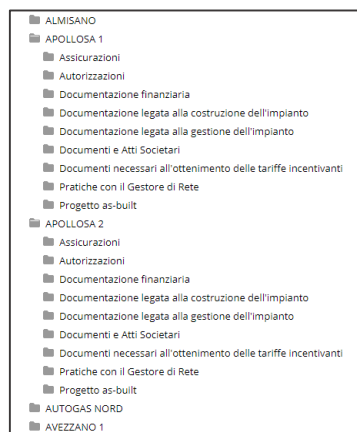 ALMISANO
APOLLOSA 1
Assicurazioni
Autorizzazioni
Documentazione finanziaria
Documentazione legata alla costruzione dell'impianto
Documentazione legata alla gestione dell'impianto
Documenti e Atti Societari
Documenti necessari all'ottenimento delle tariffe incentivanti
Pratiche con il Gestore di Rete
Progetto as-built
APOLLOSA 2
Assicurazioni
Autorizzazioni
Documentazione finanziaria
Documentazione legata alla costruzione dell'impianto
Documentazione legata alla gestione dell'impianto
Documenti e Atti Societari
Documenti necessari all'ottenimento delle tariffe incentivanti
Pratiche con il Gestore di Rete
Progetto as-built
AUTOGAS NORD
AVEZZANO 1